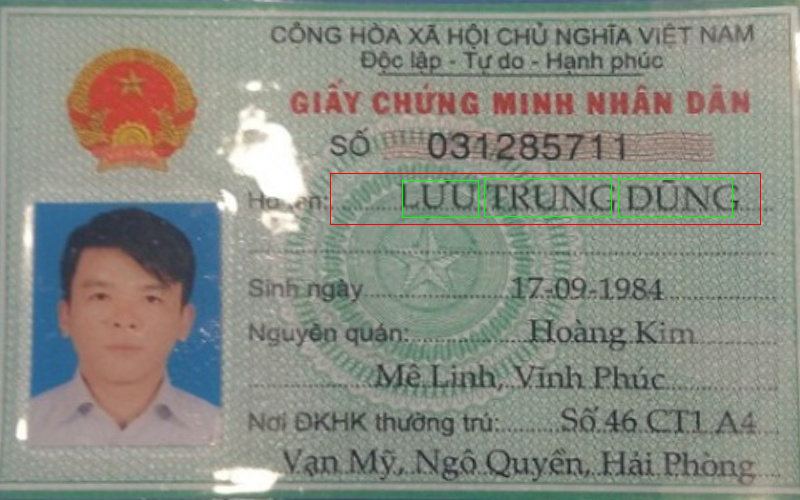 CỘNG HÒA XÃ HỘI CHỦ NGHĨA VIỆT NAM
Độc lập - Tự do - Hạnh phúc
GIẤY CHỨNG MINH NHÂN DÂN
SỐ 031285711
Họ tên: LƯU TRUNG DŨNG
Sinh ngày 17-09-1984
Nguyên quán: Hoàng Kim
Mê Linh, Vĩnh Phúc
Nơi ĐKHK thường trú: Số 46 CT1 A4
Vạn Mỹ, Ngô Quyền, Hải Phòng